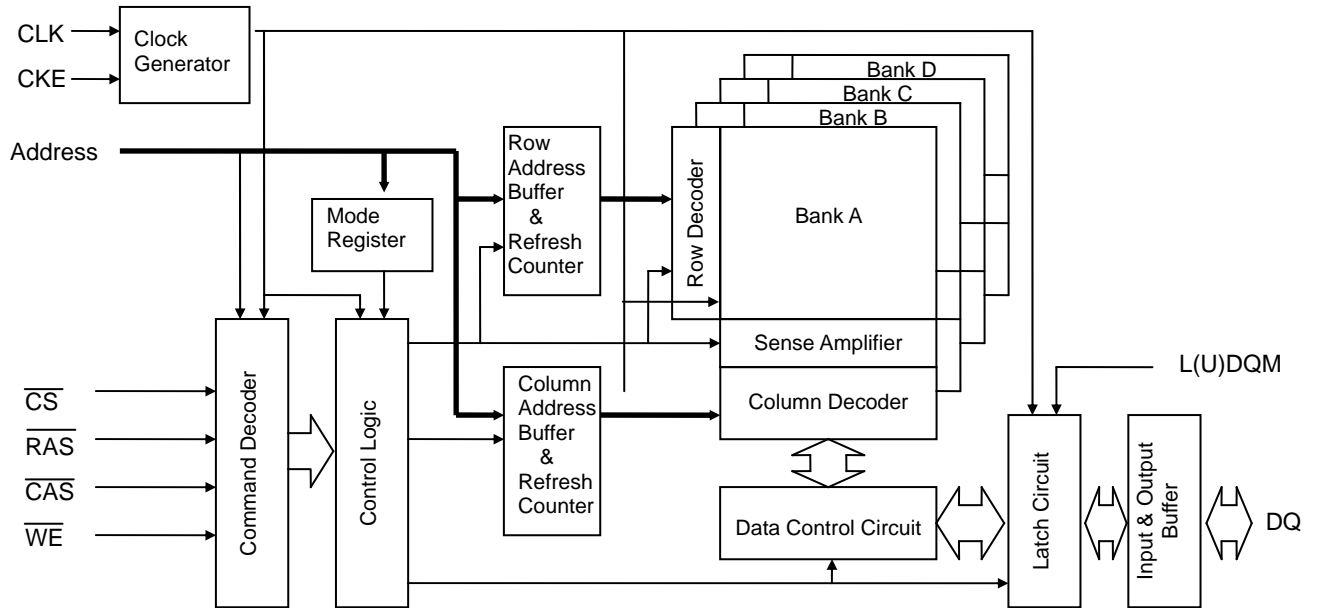 CLK
CKE
Clock
Generator
Address
Mode
Register
Row
Address
Buffer
&
Refresh
Counter
Row Decoder
Bank D
Bank C
Bank B
Bank A
Sense Amplifier
Column Decoder
Column
Address
Buffer
&
Refresh
Counter
CS
RAS
CAS
WE
Command Decoder
Control Logic
Data Control Circuit
Latch Circuit
Input & Output
Buffer
L(U)DQM
DQ